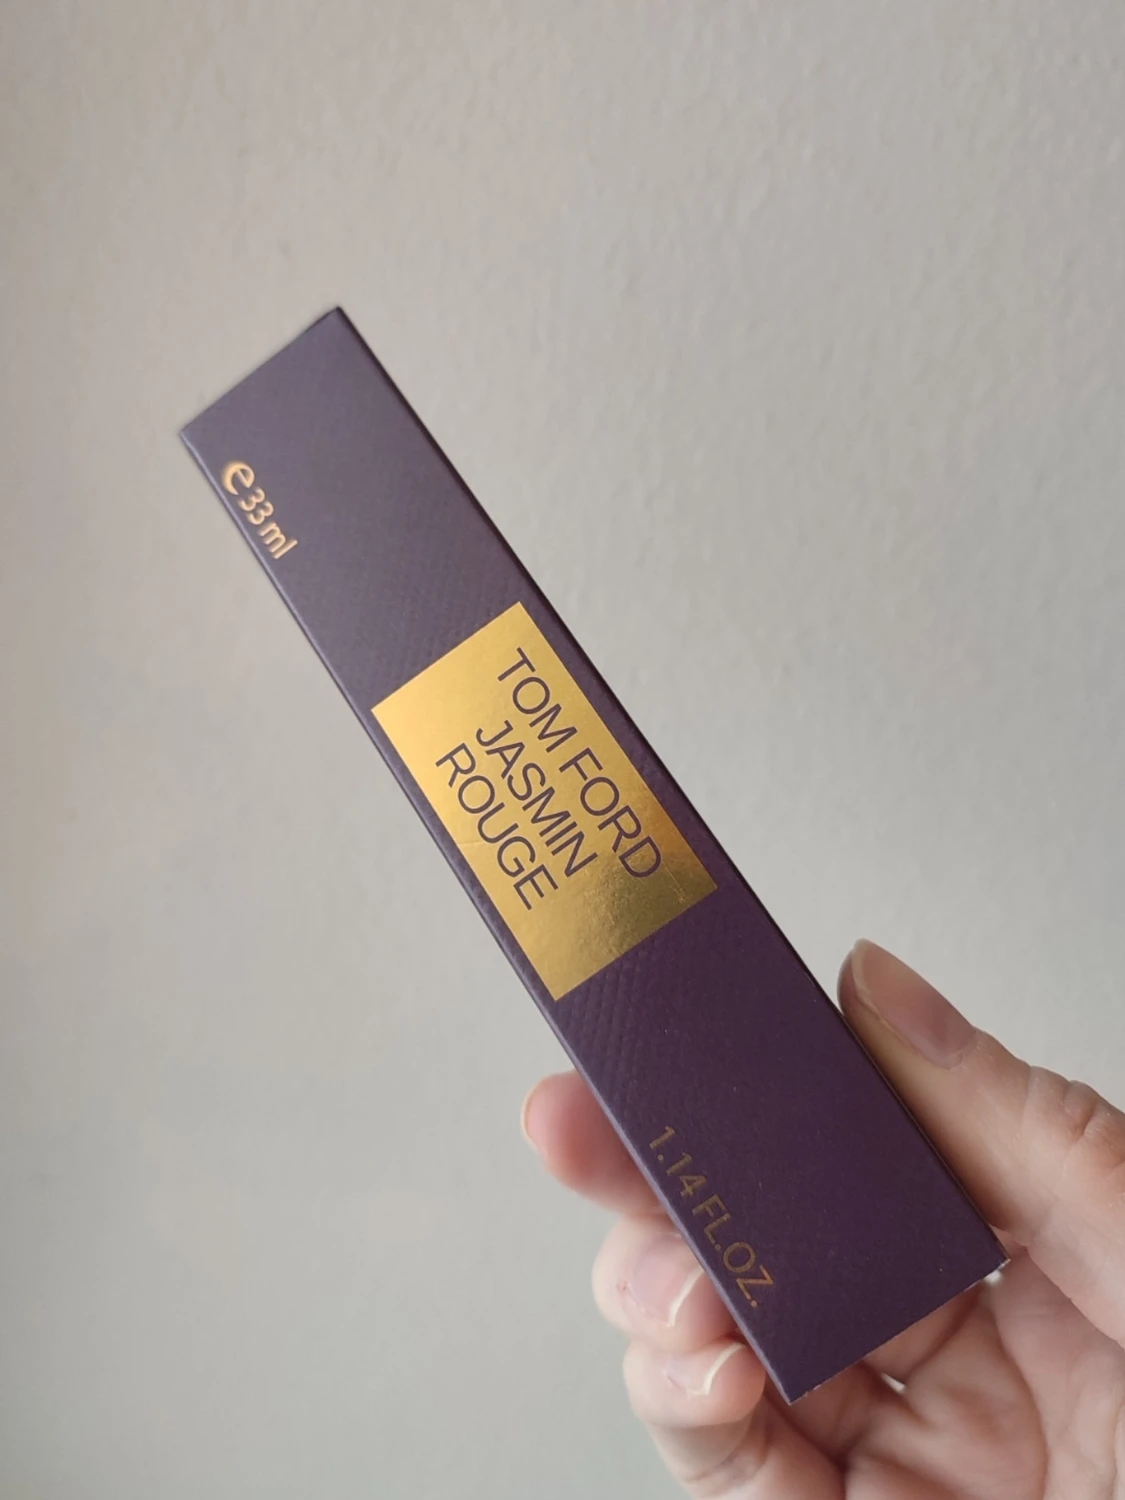 ℮33 ml
TOM FORD
JASMIN
ROUGE
1.14 FL.OZ.